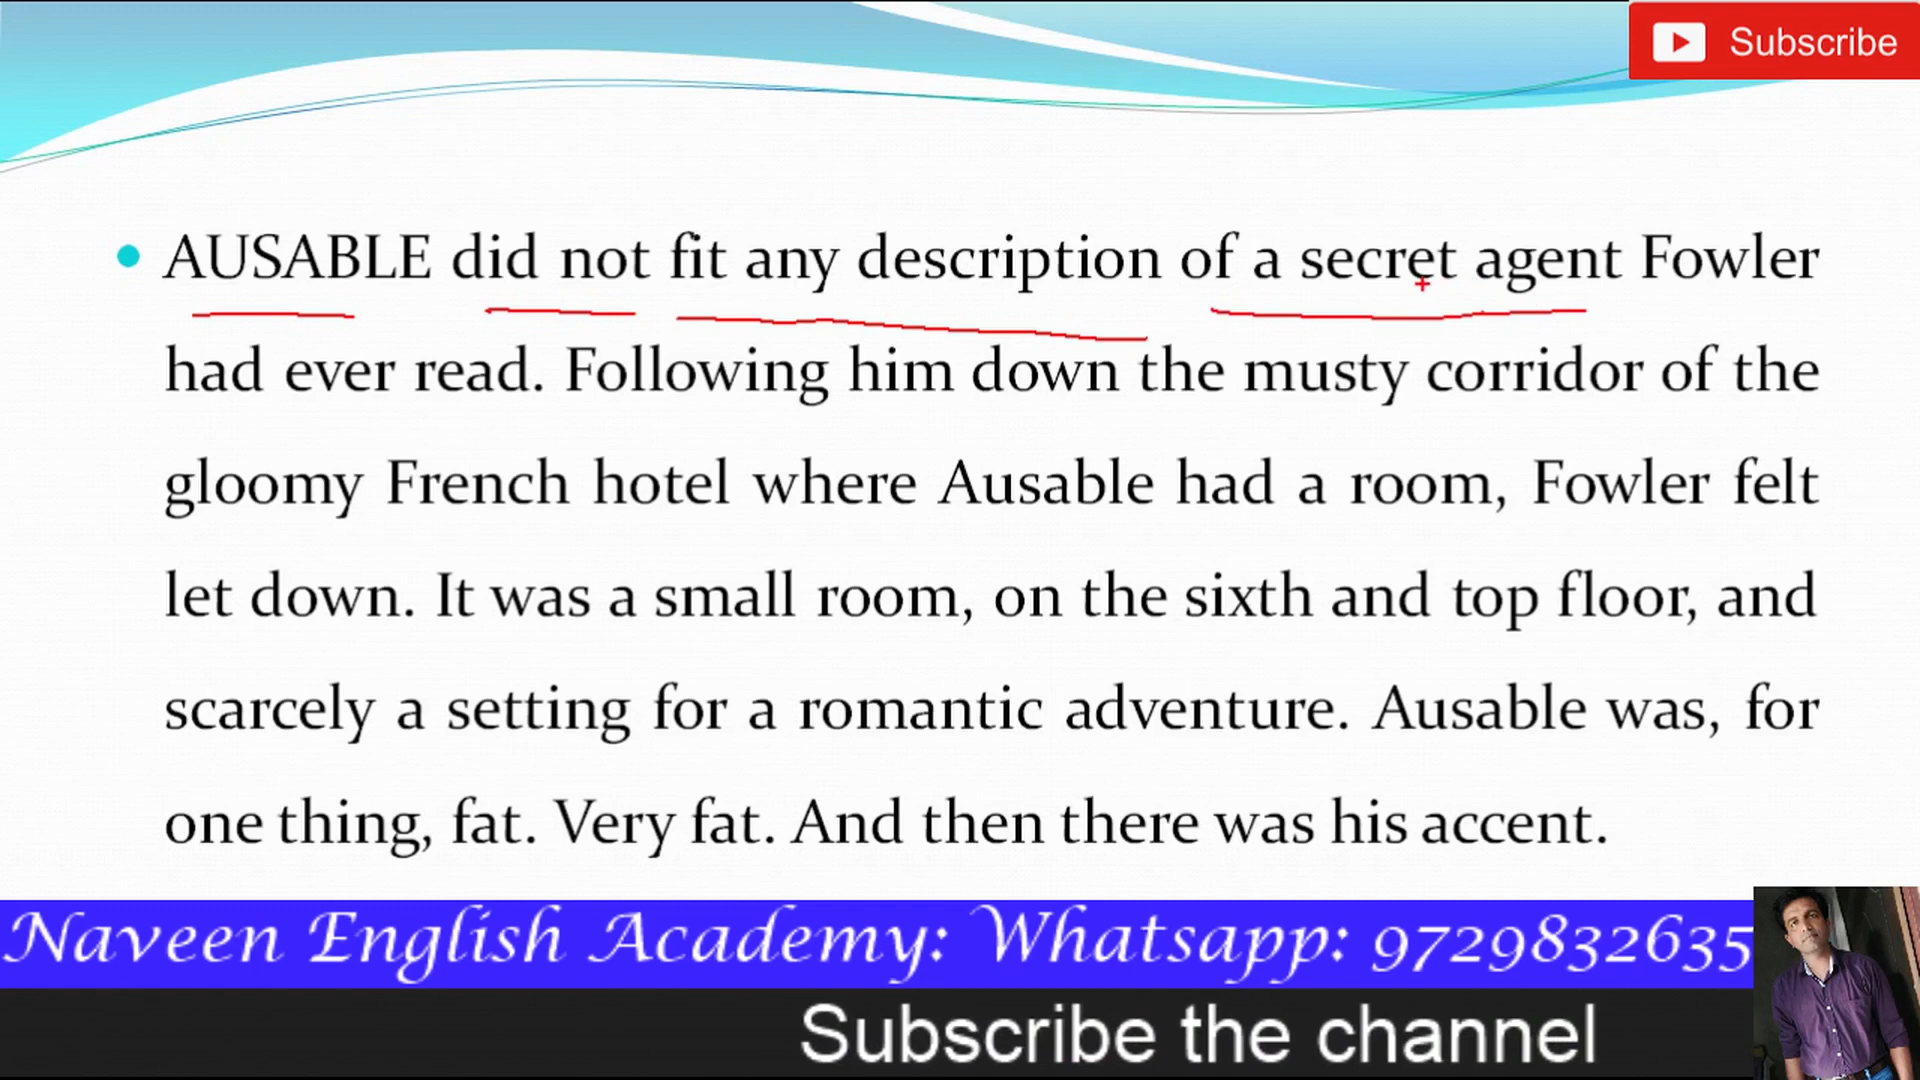 Subscribe
• AUSABLE did not fit any description of a secret agent Fowler
had ever read. Following him down the musty corridor of the
gloomy French hotel where Ausable had a room, Fowler felt
let down. It was a small room, on the sixth and top floor, and
scarcely a setting for a romantic adventure. Ausable was, for
one thing, fat. Very fat. And then there was his accent.
Naveen English Academy: Whatsapp: 9729832635
Subscribe the channel